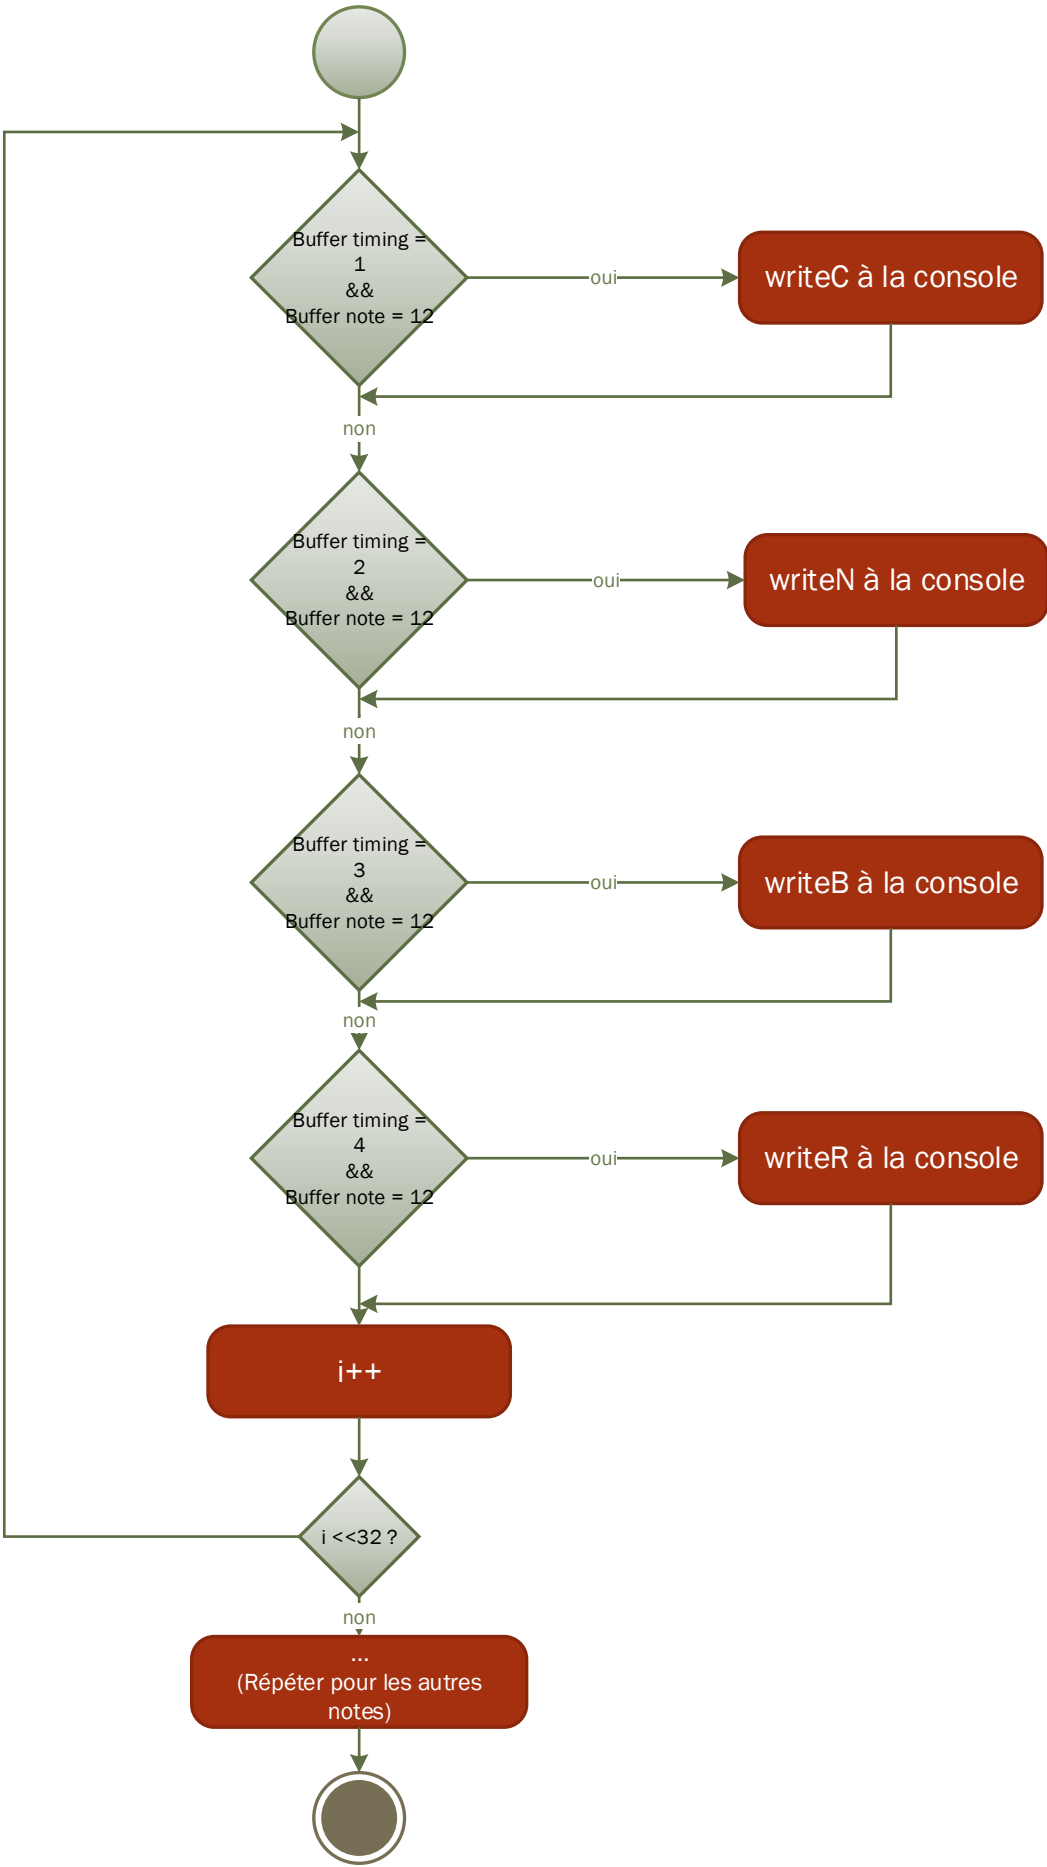 Buffer timing =
1
&&
Buffer note = 12
oui
writeC à la console
non
Buffer timing =
2
&&
Buffer note = 12
oui
writeN à la console
non
Buffer timing =
3
&&
Buffer note = 12
oui
writeB à la console
non
Buffer timing =
4
&&
Buffer note = 12
oui
writeR à la console
i++
i <<32 ?
non
...
(Répéter pour les autres
notes)